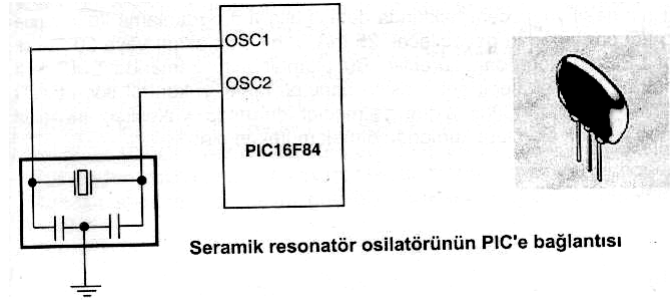 OSC1
OSC2
PIC16F84
Seramik resonatör osilatörünün PIC'e bağlantısı